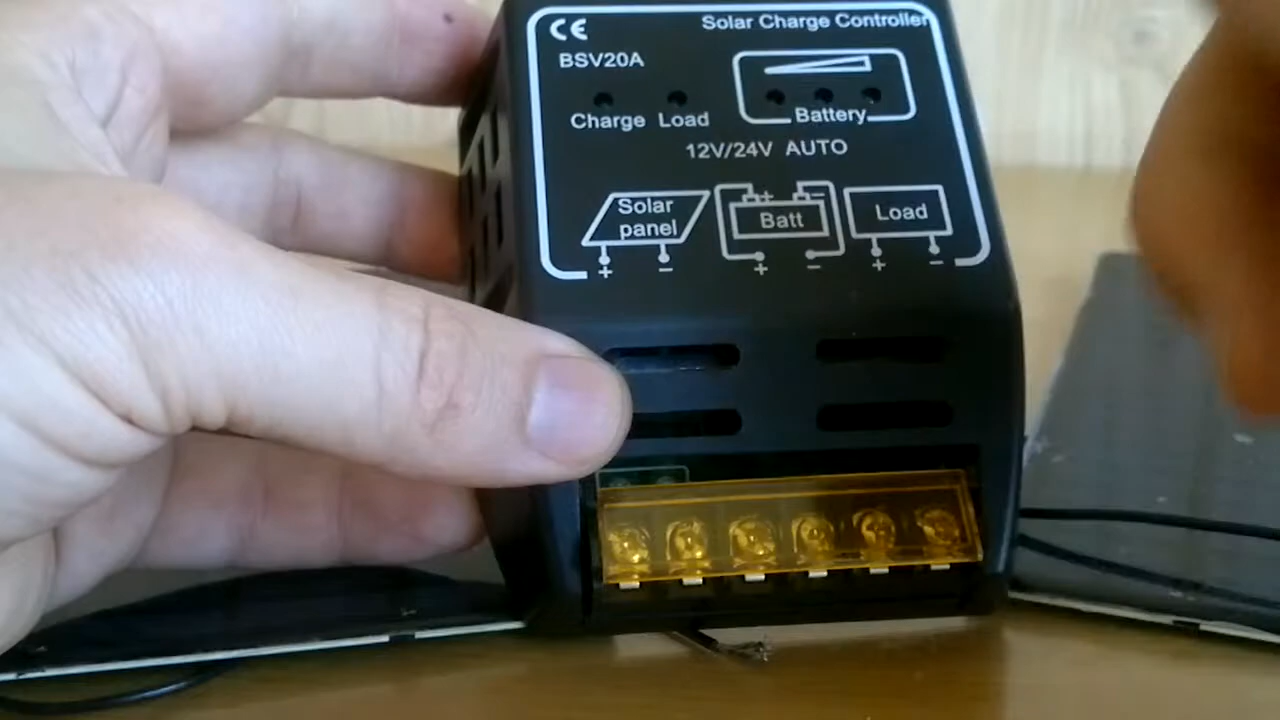 CE
Solar Charge Controller
BSV20A
Charge Load
Battery
12V/24V AUTO
Solar
panel
+ −
Batt
+ −
+ −
Load
+ −